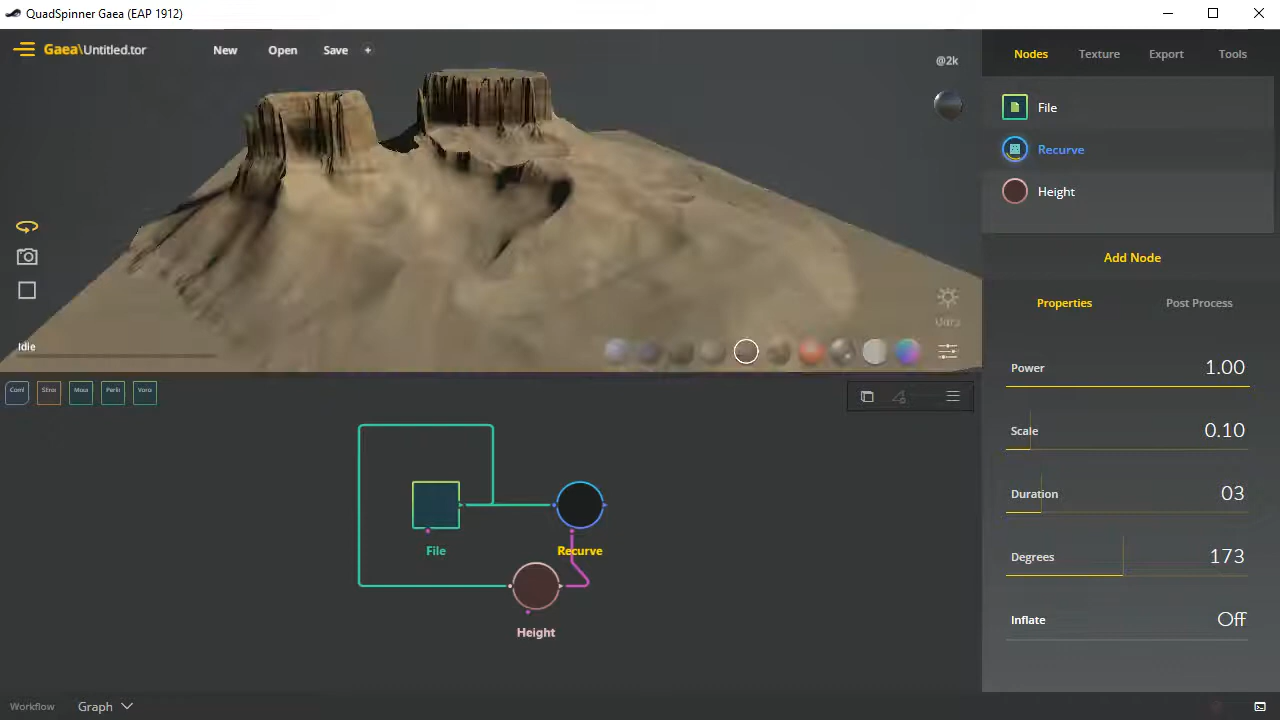 QuadSpinner Gaea (EAP 1912)
Gaea\Untitled.tor
New
Open
Save
+
@2k
Nodes
Texture
Export
Tools
File
Recurve
Height
Add Node
Properties
Post Process
Idle
Power
1.00
Scale
0.10
Duration
03
Degrees
173
Inflate
Off
File
Recurve
Height
Workflow
Graph